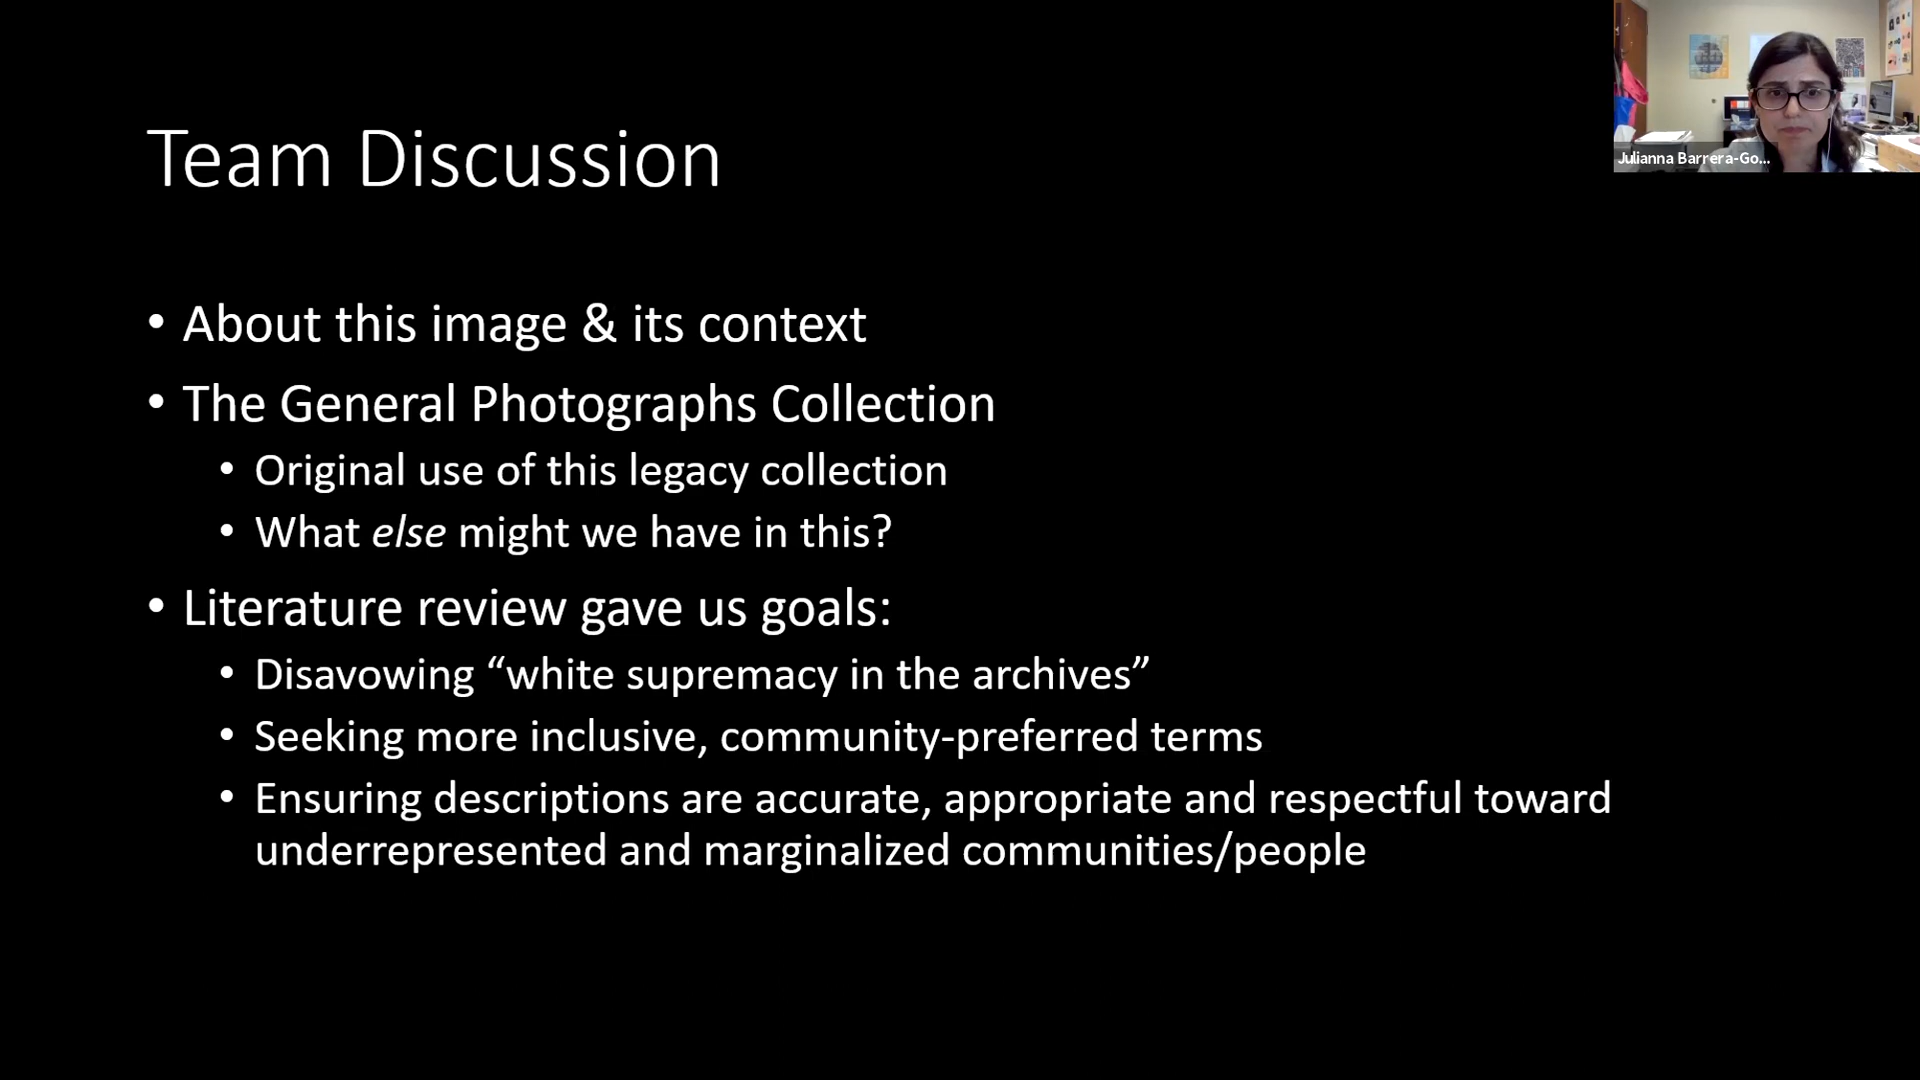 Team Discussion
Julianna Barrera-Go...
• About this image & its context
• The General Photographs Collection
• Original use of this legacy collection
• What else might we have in this?
• Literature review gave us goals:
• Disavowing “white supremacy in the archives”
• Seeking more inclusive, community-preferred terms
• Ensuring descriptions are accurate, appropriate and respectful toward
underrepresented and marginalized communities/people